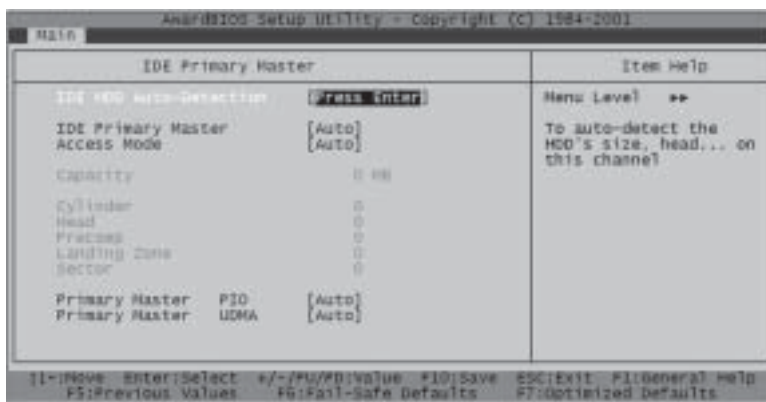 AwardBIOS Setup Utility - Copyright (C) 1984-2001
Main
IDE Primary Master
Item Help
IDE HDD Auto-Detection [Press Enter]
Menu Level ▸▸
IDE Primary Master [Auto]
To auto-detect the
Access Mode [Auto]
HDD's size, head... on
this channel
Capacity 0 MB
Cylinder 0
Head 0
Precomp 0
Landing Zone 0
Sector 0
Primary Master PIO [Auto]
Primary Master UDMA [Auto]
:Move Enter:Select +/-/PU/PD:Value F10:Save ESC:Exit F1:General Help
F5:Previous Values F6:Fail-Safe Defaults F7:Optimized Defaults